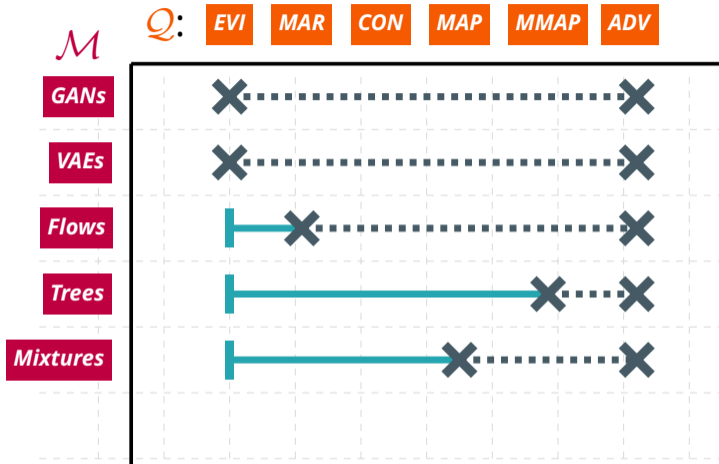 Q: EVI MAR CON MAP MMAP ADV
M
GANs
VAEs
Flows
Trees
Mixtures